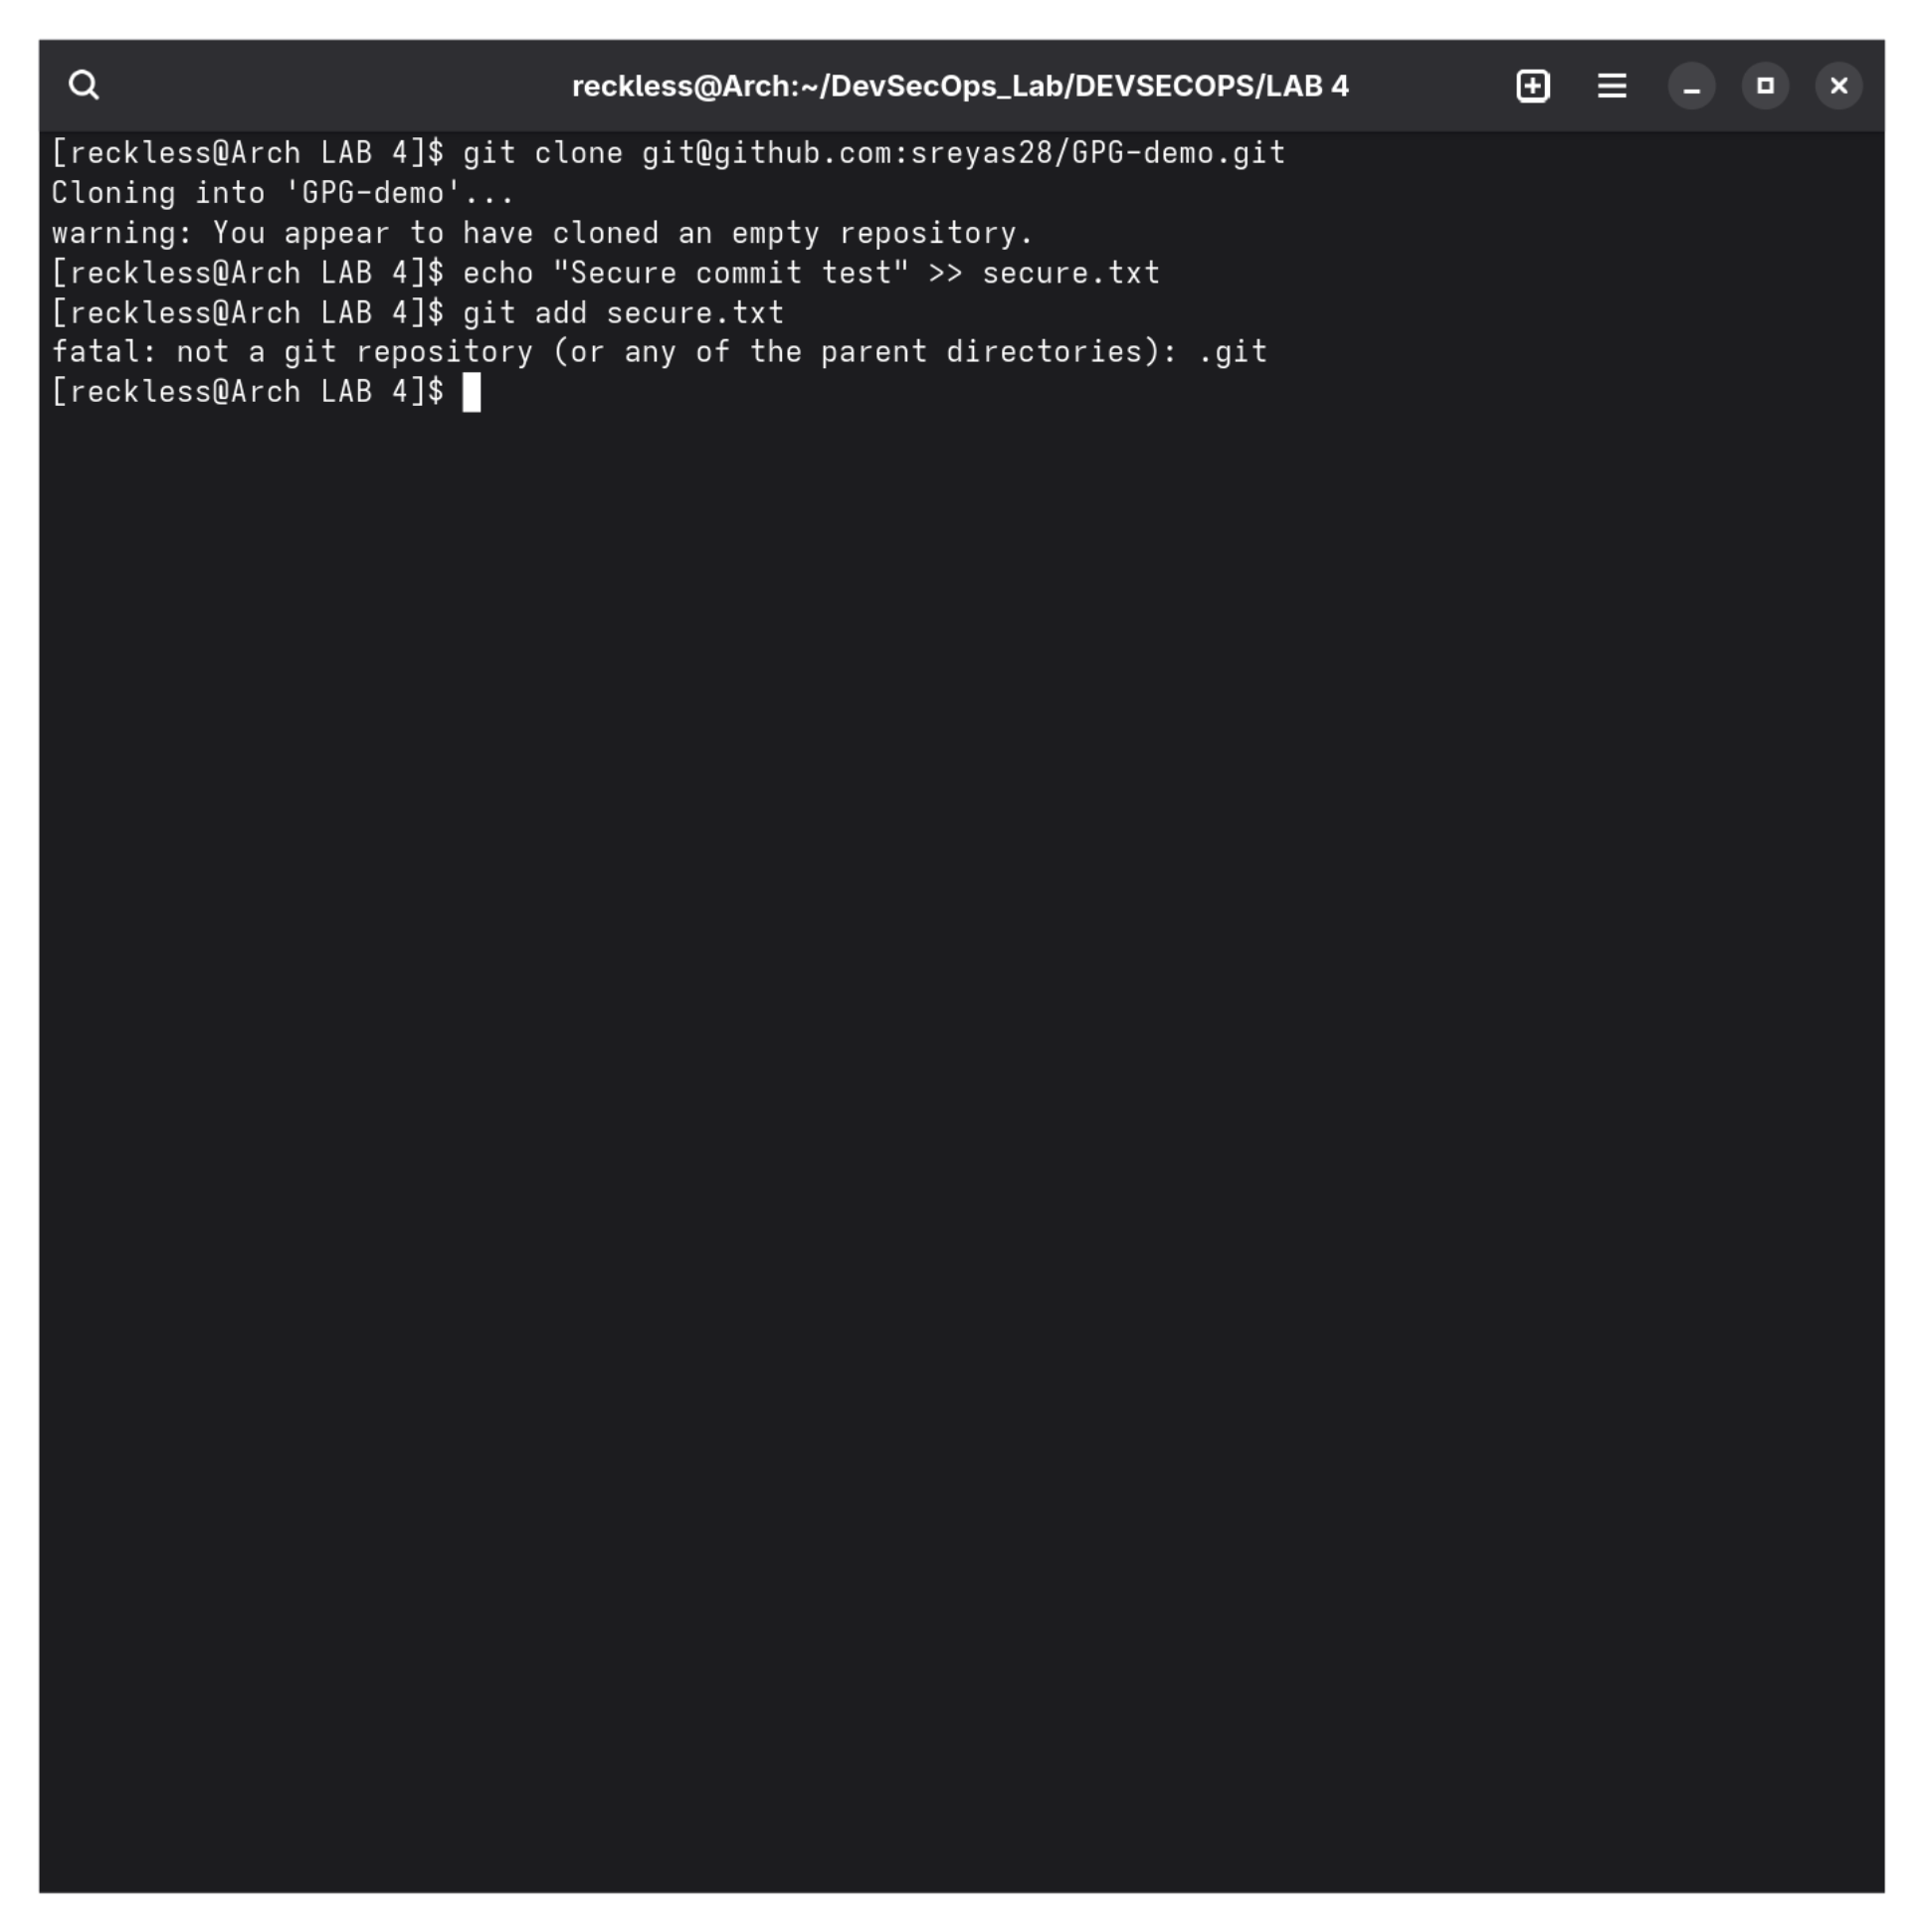 reckless@Arch:~/DevSecOps_Lab/DEVSECOPS/LAB 4
[reckless@Arch LAB 4]$ git clone git@github.com:sreyas28/GPG-demo.git
Cloning into 'GPG-demo'...
warning: You appear to have cloned an empty repository.
[reckless@Arch LAB 4]$ echo "Secure commit test" >> secure.txt
[reckless@Arch LAB 4]$ git add secure.txt
fatal: not a git repository (or any of the parent directories): .git
[reckless@Arch LAB 4]$